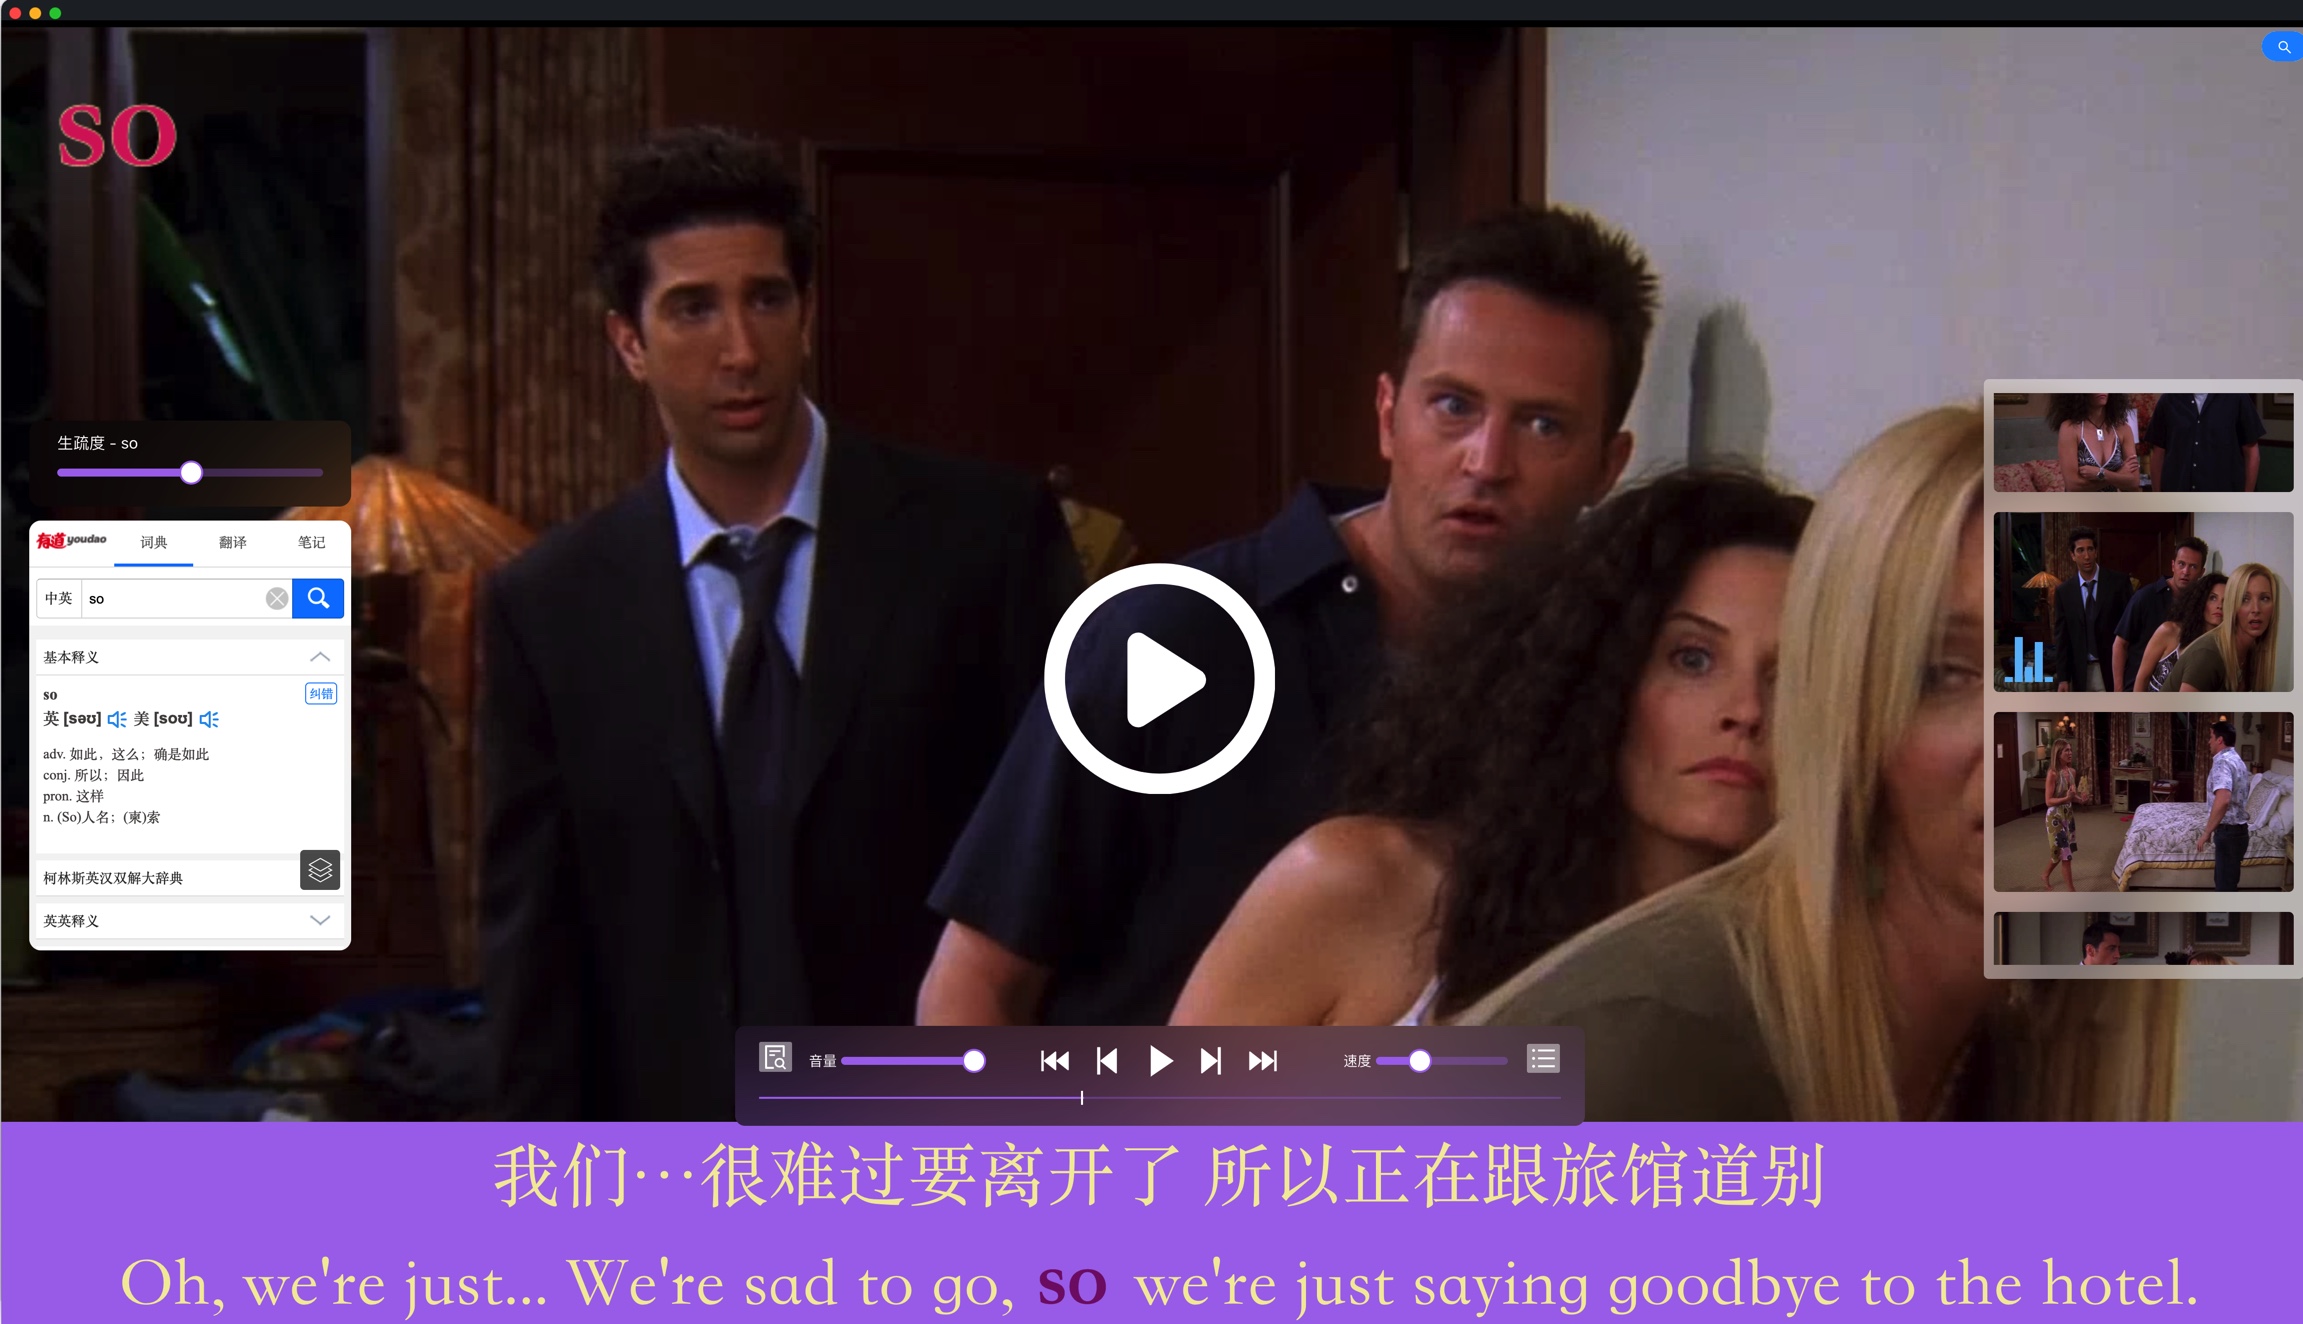 so
生疏度 - so
有道 youdao 词典 翻译 笔记
中英 so
基本释义
so 纠错
英 [səʊ] 美 [soʊ]
adv. 如此，这么；确是如此
conj. 所以；因此
pron. 这样
n. (So)人名；(柬)索
柯林斯英汉双解大辞典
英英释义
音量 速度
我们…很难过要离开了 所以正在跟旅馆道别
Oh, we're just... We're sad to go, so we're just saying goodbye to the hotel.